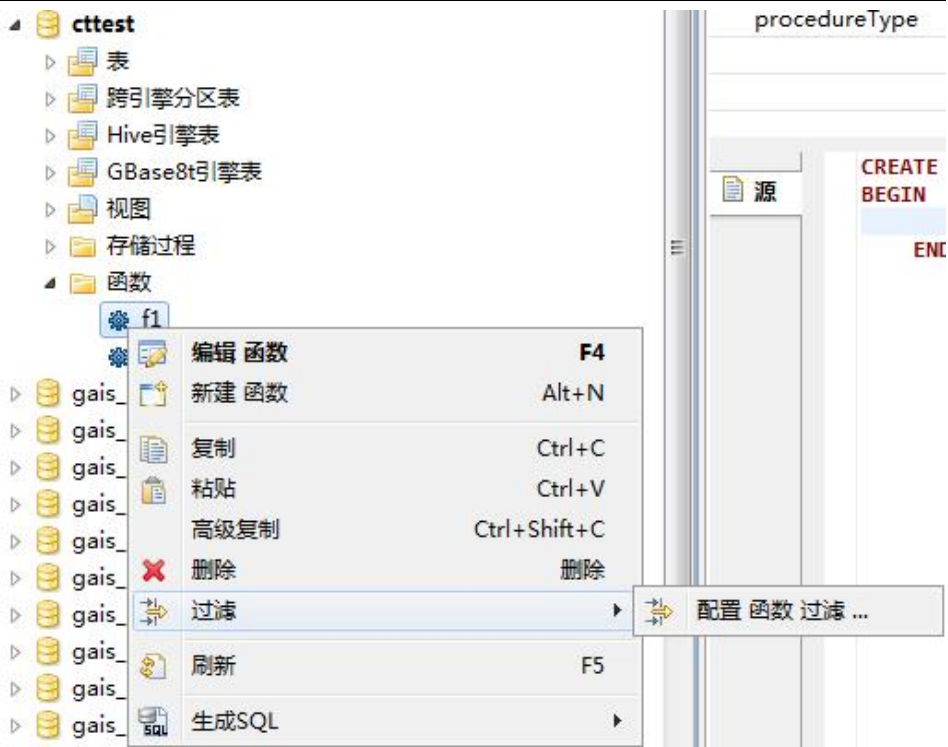 cttest
表
跨引擎分区表
Hive引擎表
GBase8t引擎表
视图
存储过程
函数
f1
编辑 函数 F4
新建 函数 Alt+N
复制 Ctrl+C
粘贴 Ctrl+V
高级复制 Ctrl+Shift+C
删除 删除
过滤
配置 函数 过滤 ...
刷新 F5
生成SQL
gais_
gais_
gais_
gais_
gais_
gais_
gais_
gais_
gais_
gais_
procedureType
源
CREATE
BEGIN
END